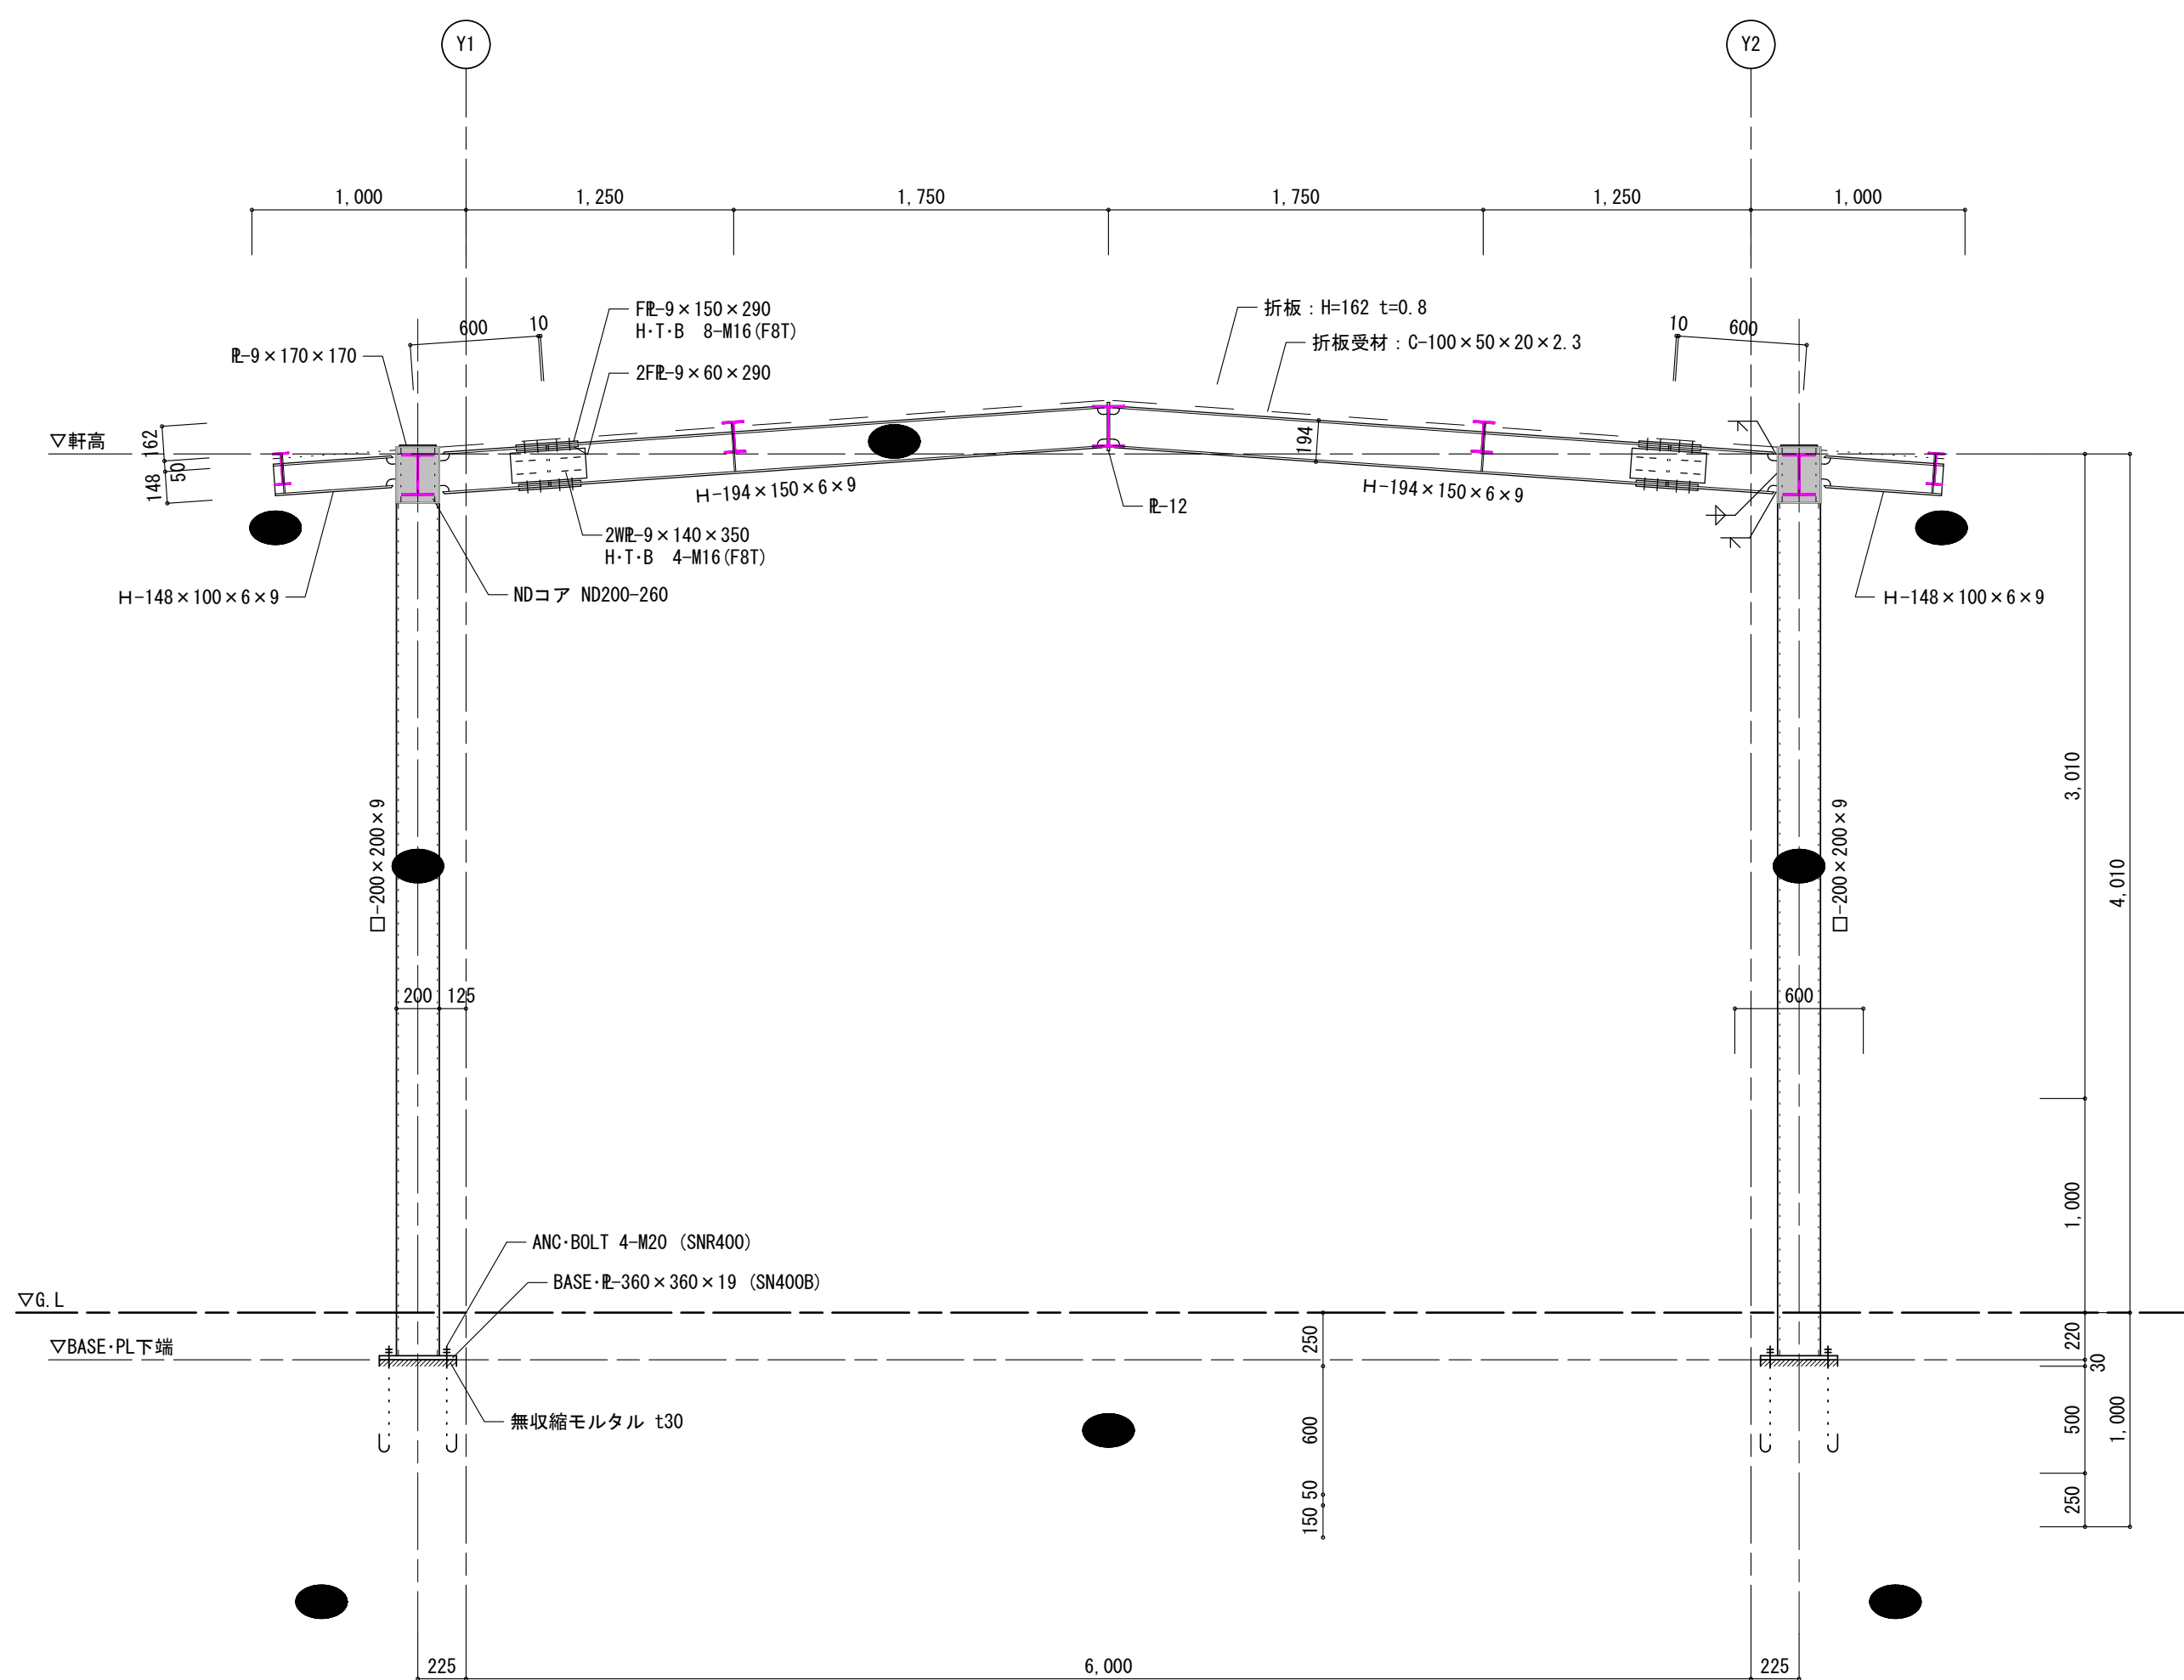 Y1
Y2
1,000
1,250
1,750
1,750
1,250
1,000
600
10
FPL-9×150×290
H・T・B 8-M16(F8T)
PL-9×170×170
2FPL-9×60×290
折板：H=162 t=0.8
折板受材：C-100×50×20×2.3
10
600
▽軒高
162
50
148
194
H-194×150×6×9
H-194×150×6×9
PL-12
2WPL-9×140×350
H・T・B 4-M16(F8T)
NDコア ND200-260
H-148×100×6×9
H-148×100×6×9
□-200×200×9
□-200×200×9
3,010
4,010
200
125
600
1,000
ANC・BOLT 4-M20 (SNR400)
BASE・PL-360×360×19 (SN400B)
▽G.L
▽BASE・PL下端
250
220
30
無収縮モルタル t30
600
500
1,000
50
150
250
225
6,000
225